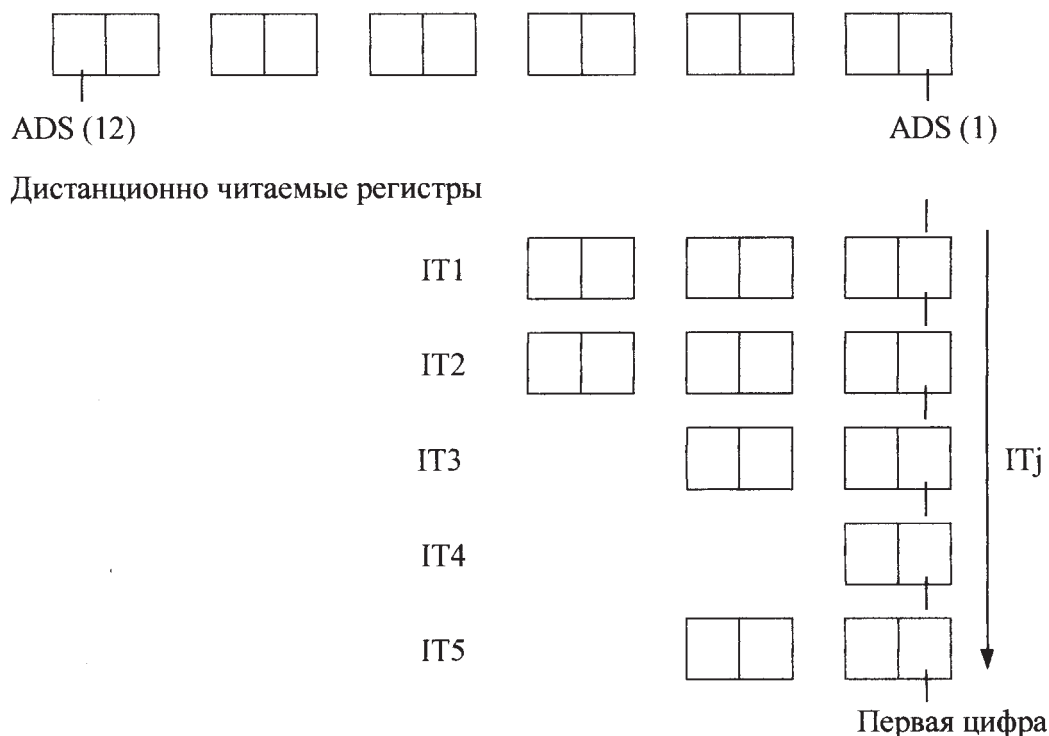 ADS (12) ADS (1)
Дистанционно читаемые регистры
IT1
IT2
IT3
ITj
IT4
IT5
Первая цифра